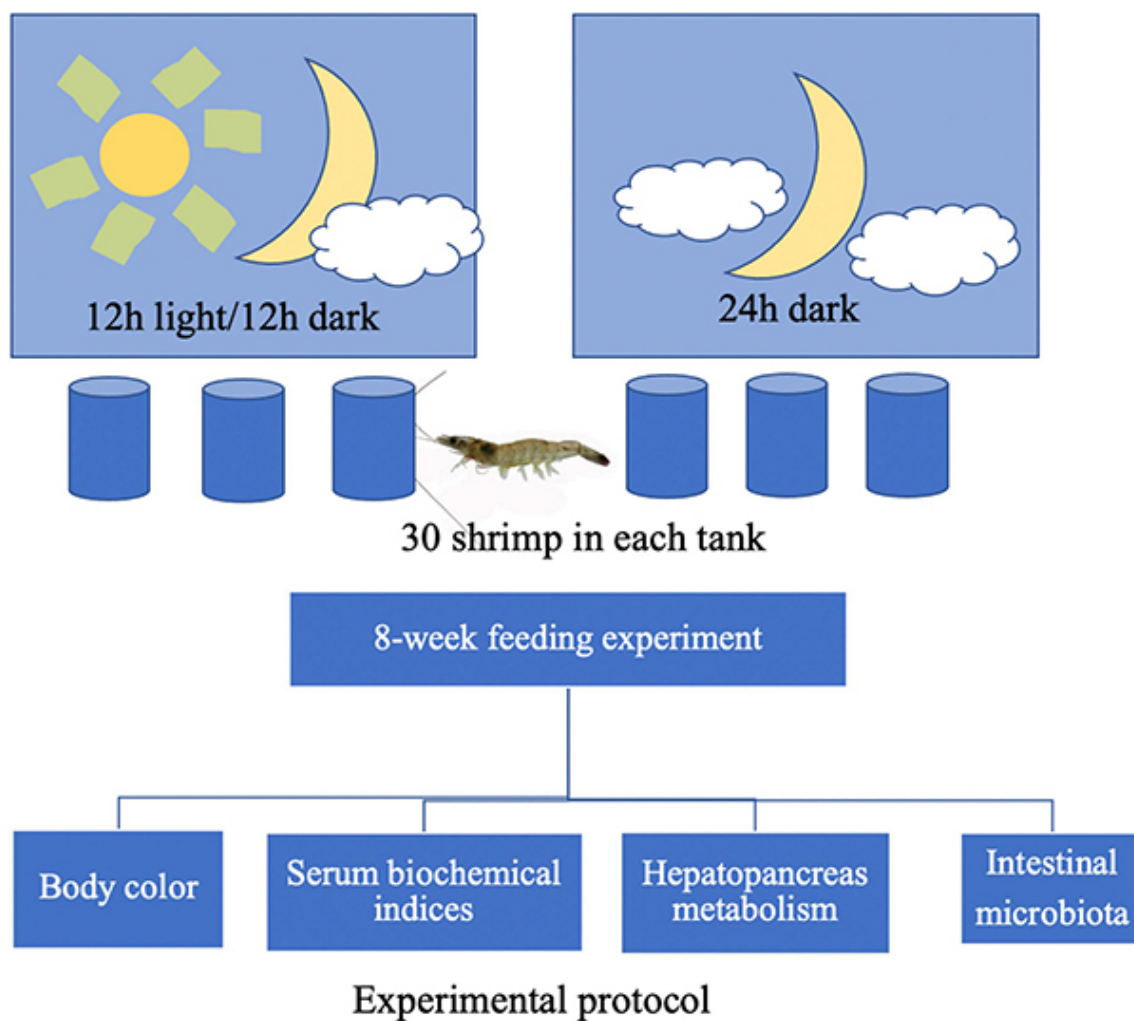 12h light/12h dark
24h dark
30 shrimp in each tank
8-week feeding experiment
Body color
Serum biochemical
indices
Hepatopancreas
metabolism
Intestinal
microbiota
Experimental protocol